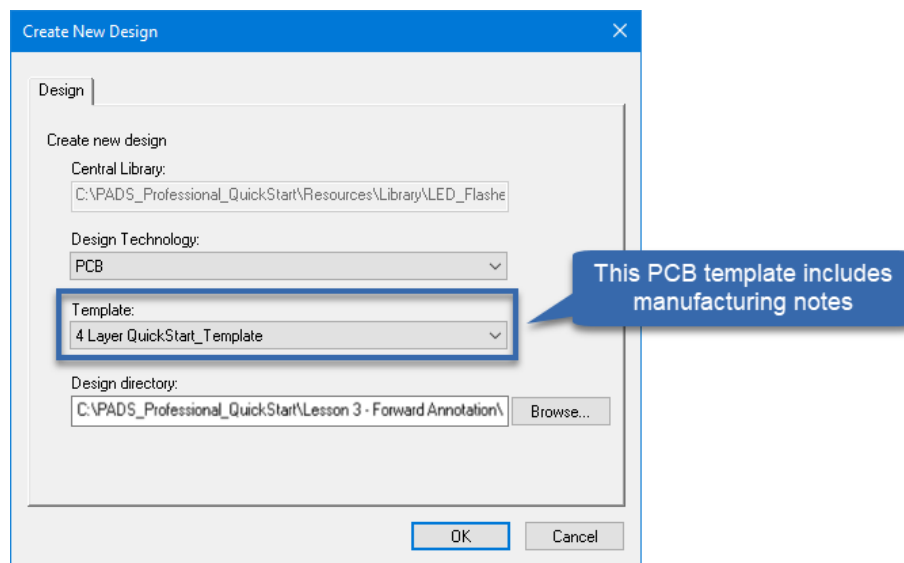 Create New Design
Design
Create new design
Central Library:
C:\PADS_Professional_QuickStart\Resources\Library\LED_Flashe
Design Technology:
PCB
Template:
4 Layer QuickStart_Template
This PCB template includes
manufacturing notes
Design directory:
C:\PADS_Professional_QuickStart\Lesson 3 - Forward Annotation\
Browse...
OK
Cancel